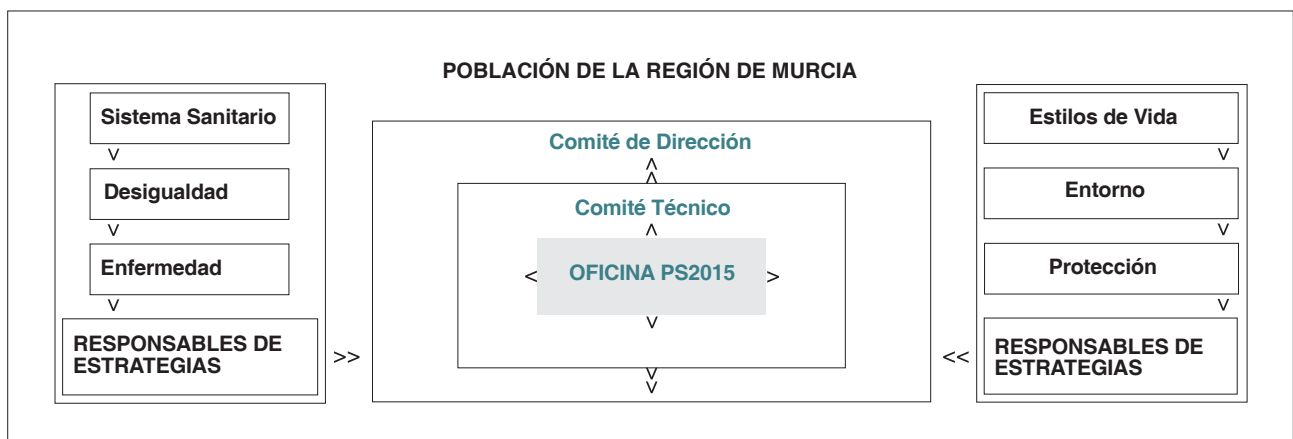 POBLACIÓN DE LA REGIÓN DE MURCIA
Sistema Sanitario
v
Desigualdad
v
Enfermedad
v
RESPONSABLES DE
ESTRATEGIAS
>>
Comité de Dirección
Comité Técnico
< OFICINA PS2015 >
<<
Estilos de Vida
v
Entorno
v
Protección
v
RESPONSABLES DE
ESTRATEGIAS